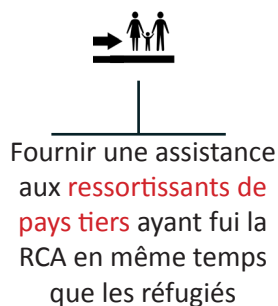 Fournir une assistance
aux ressortissants de
pays tiers ayant fui la
RCA en même temps
que les réfugiés